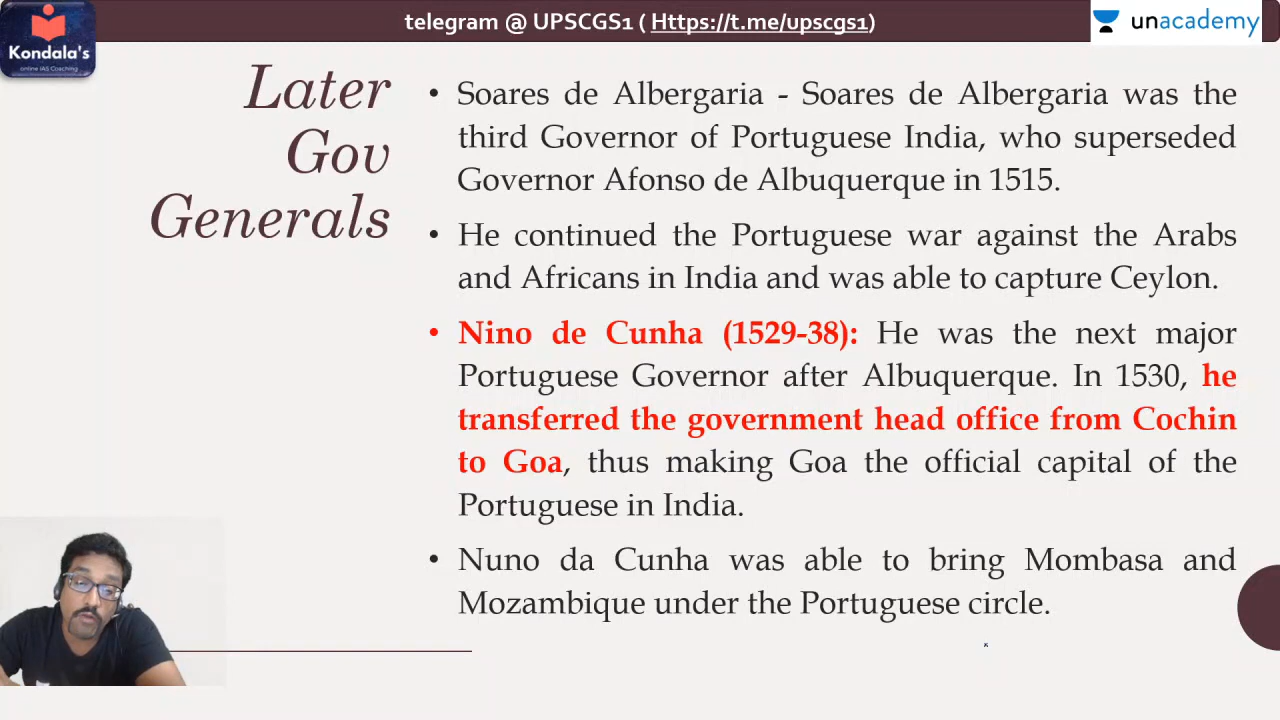 telegram @ UPSCGS1 ( Https://t.me/upscgs1)
Kondala's
online IAS Coaching
unacademy
Later
Gov
Generals
• Soares de Albergaria - Soares de Albergaria was the
third Governor of Portuguese India, who superseded
Governor Afonso de Albuquerque in 1515.
• He continued the Portuguese war against the Arabs
and Africans in India and was able to capture Ceylon.
• Nino de Cunha (1529-38): He was the next major
Portuguese Governor after Albuquerque. In 1530, he
transferred the government head office from Cochin
to Goa, thus making Goa the official capital of the
Portuguese in India.
• Nuno da Cunha was able to bring Mombasa and
Mozambique under the Portuguese circle.